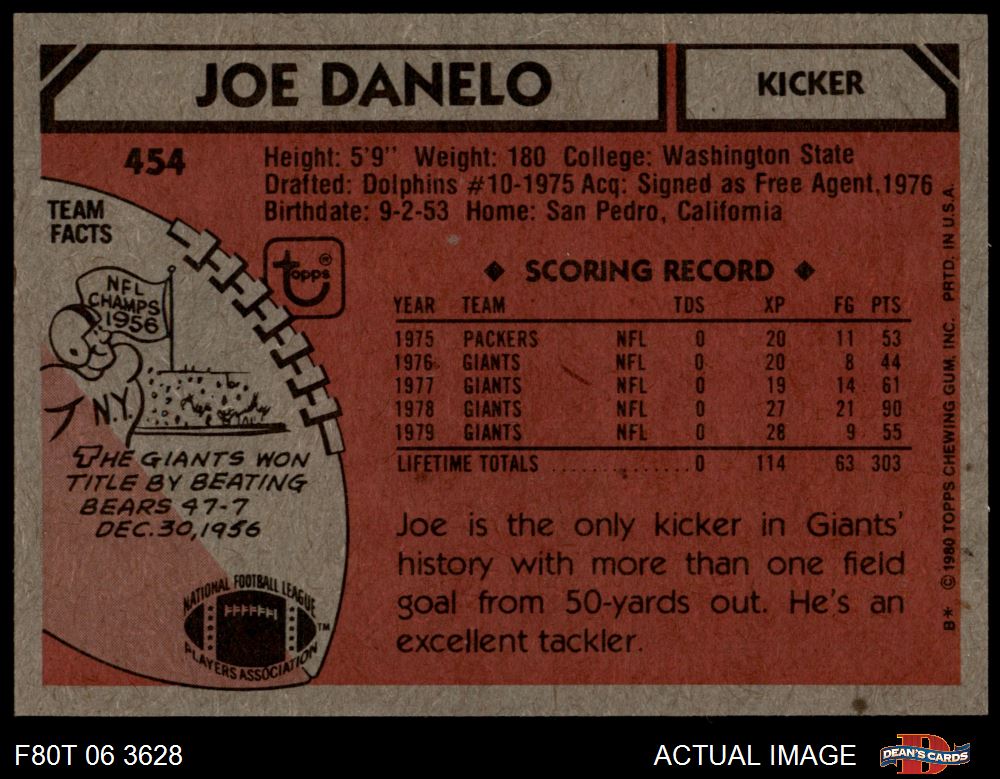 JOE DANELO
KICKER
454
Height: 5'9" Weight: 180 College: Washington State
Drafted: Dolphins #10-1975 Acq: Signed as Free Agent, 1976
Birthdate: 9-2-53 Home: San Pedro, California
TEAM
FACTS
NFL
CHAMPS
1956
N.Y.
THE GIANTS WON
TITLE BY BEATING
BEARS 47-7
DEC. 30, 1956
NATIONAL FOOTBALL LEAGUE
PLAYERS ASSOCIATION
TM
topps ®
◆ SCORING RECORD ◆
YEAR TEAM TDS XP FG PTS
1975 PACKERS NFL 0 20 11 53
1976 GIANTS NFL 0 20 8 44
1977 GIANTS NFL 0 19 14 61
1978 GIANTS NFL 0 27 21 90
1979 GIANTS NFL 0 28 9 55
LIFETIME TOTALS ............... 0 114 63 303
Joe is the only kicker in Giants'
history with more than one field
goal from 50-yards out. He's an
excellent tackler.
B* © 1980 TOPPS CHEWING GUM, INC. PRTD. IN U.S.A.
F80T 06 3628
ACTUAL IMAGE
DEAN'S CARDS